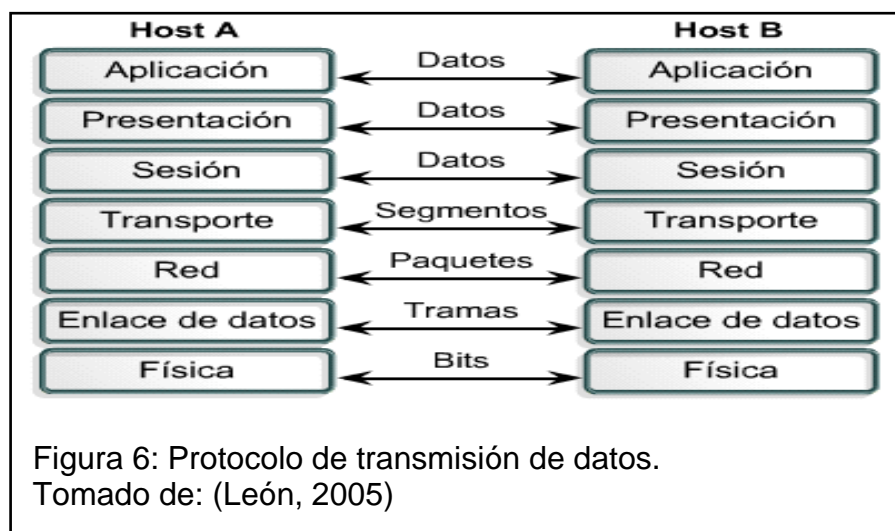 Host A Host B
Aplicación Datos Aplicación
Presentación Datos Presentación
Sesión Datos Sesión
Transporte Segmentos Transporte
Red Paquetes Red
Enlace de datos Tramas Enlace de datos
Física Bits Física
Figura 6: Protocolo de transmisión de datos.
Tomado de: (León, 2005)